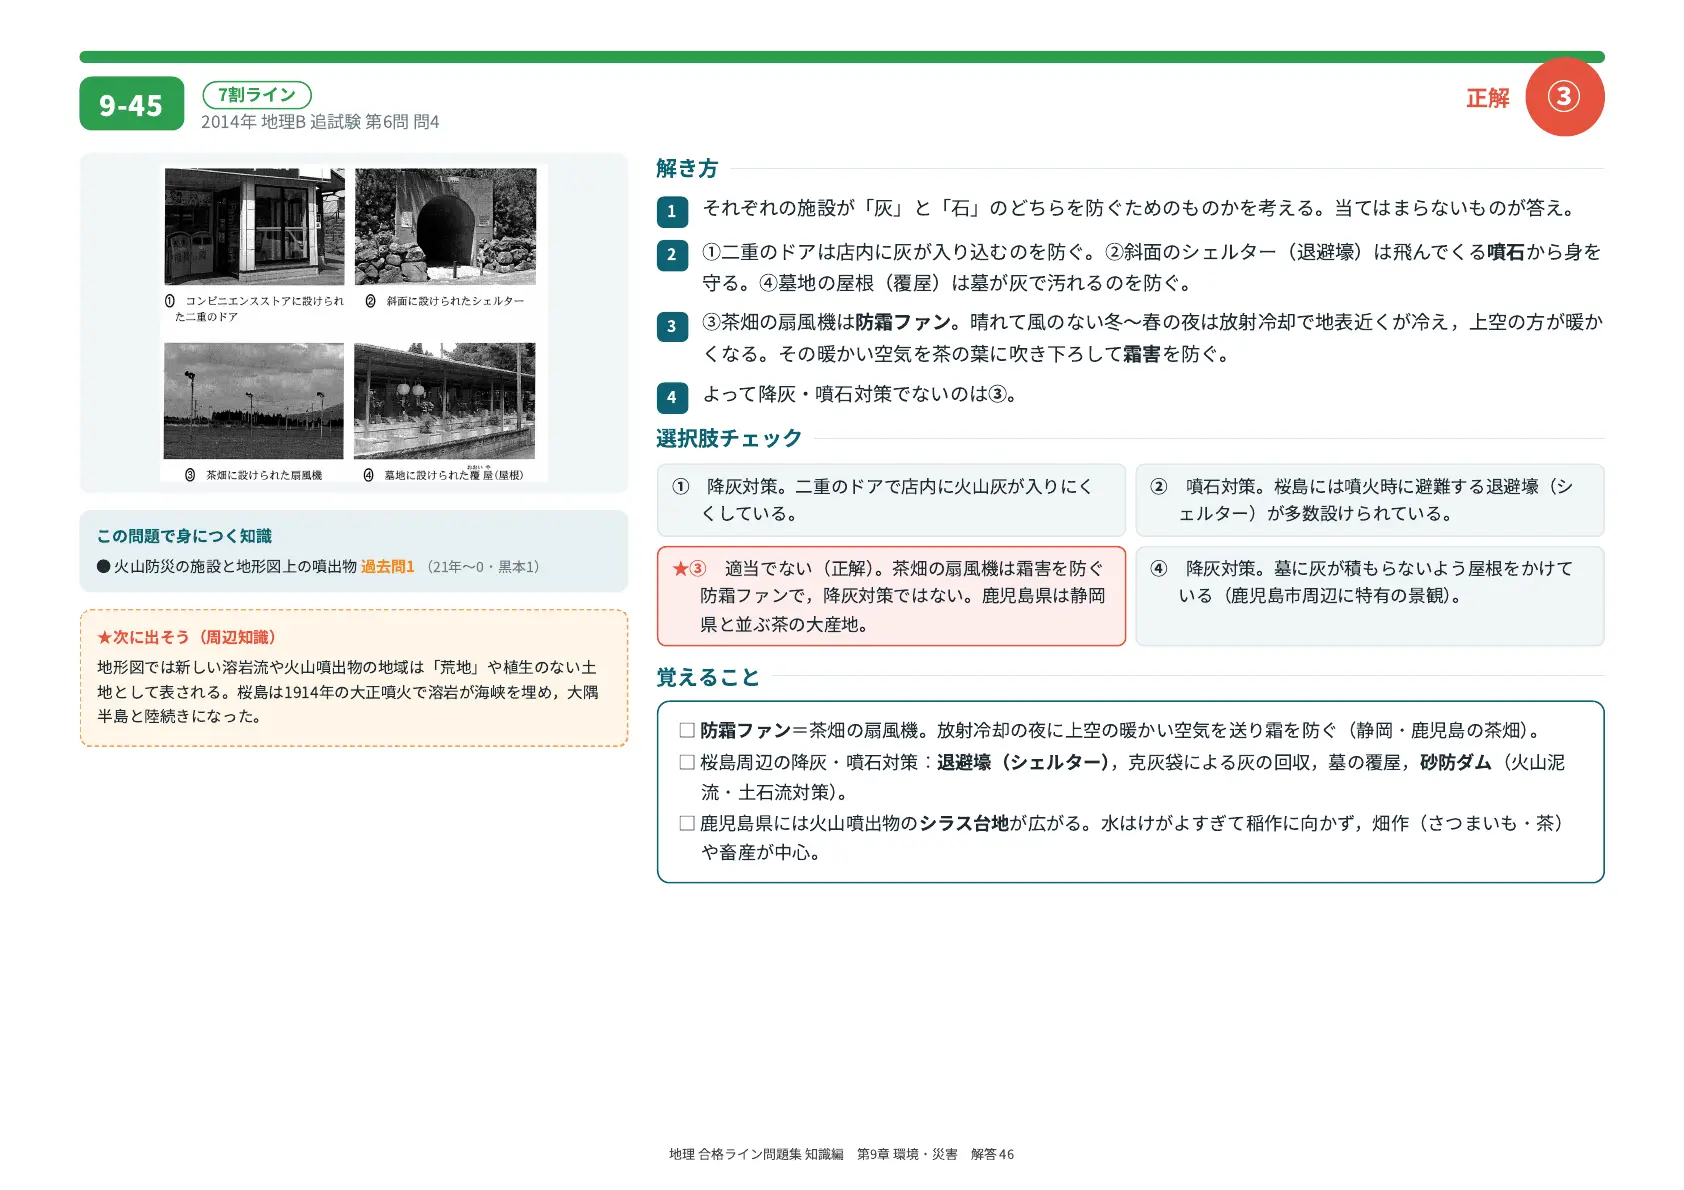 9-45
7割ライン
2014年 地理B 追試験 第6問 問4
正解 ③
① コンビニエンスストアに設けられ
た二重のドア
② 斜面に設けられたシェルター
③ 茶畑に設けられた扇風機
おおい や
④ 墓地に設けられた覆 屋(屋根)
この問題で身につく知識
●火山防災の施設と地形図上の噴出物 過去問1 （21年〜0・黒本1）
★次に出そう（周辺知識）
地形図では新しい溶岩流や火山噴出物の地域は「荒地」や植生のない土
地として表される。桜島は1914年の大正噴火で溶岩が海峡を埋め，大隅
半島と陸続きになった。
解き方
1 それぞれの施設が「灰」と「石」のどちらを防ぐためのものかを考える。当てはまらないものが答え。
2 ①二重のドアは店内に灰が入り込むのを防ぐ。②斜面のシェルター（退避壕）は飛んでくる噴石から身を
守る。④墓地の屋根（覆屋）は墓が灰で汚れるのを防ぐ。
3 ③茶畑の扇風機は防霜ファン。晴れて風のない冬〜春の夜は放射冷却で地表近くが冷え，上空の方が暖か
くなる。その暖かい空気を茶の葉に吹き下ろして霜害を防ぐ。
4 よって降灰・噴石対策でないのは③。
選択肢チェック
① 降灰対策。二重のドアで店内に火山灰が入りにく
くしている。
② 噴石対策。桜島には噴火時に避難する退避壕（シ
ェルター）が多数設けられている。
★③ 適当でない（正解）。茶畑の扇風機は霜害を防ぐ
防霜ファンで，降灰対策ではない。鹿児島県は静岡
県と並ぶ茶の大産地。
④ 降灰対策。墓に灰が積もらないよう屋根をかけて
いる（鹿児島市周辺に特有の景観）。
覚えること
□ 防霜ファン＝茶畑の扇風機。放射冷却の夜に上空の暖かい空気を送り霜を防ぐ（静岡・鹿児島の茶畑）。
□ 桜島周辺の降灰・噴石対策：退避壕（シェルター），克灰袋による灰の回収，墓の覆屋，砂防ダム（火山泥
流・土石流対策）。
□ 鹿児島県には火山噴出物のシラス台地が広がる。水はけがよすぎて稲作に向かず，畑作（さつまいも・茶）
や畜産が中心。
地理 合格ライン問題集 知識編 第9章 環境・災害 解答 46